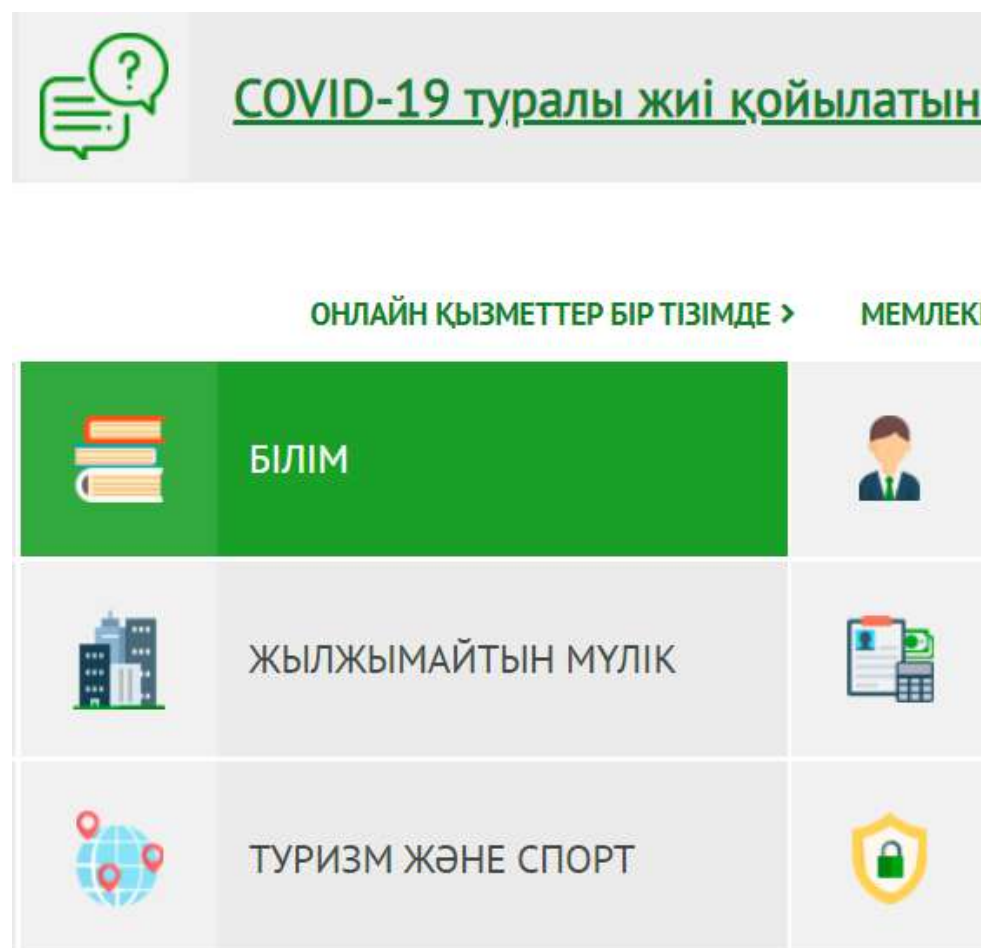 COVID-19 туралы жиі қойылатын
ОНЛАЙН ҚЫЗМЕТТЕР БІР ТІЗІМДЕ >
БІЛІМ
ЖЫЛЖЫМАЙТЫН МҮЛІК
ТУРИЗМ ЖӘНЕ СПОРТ